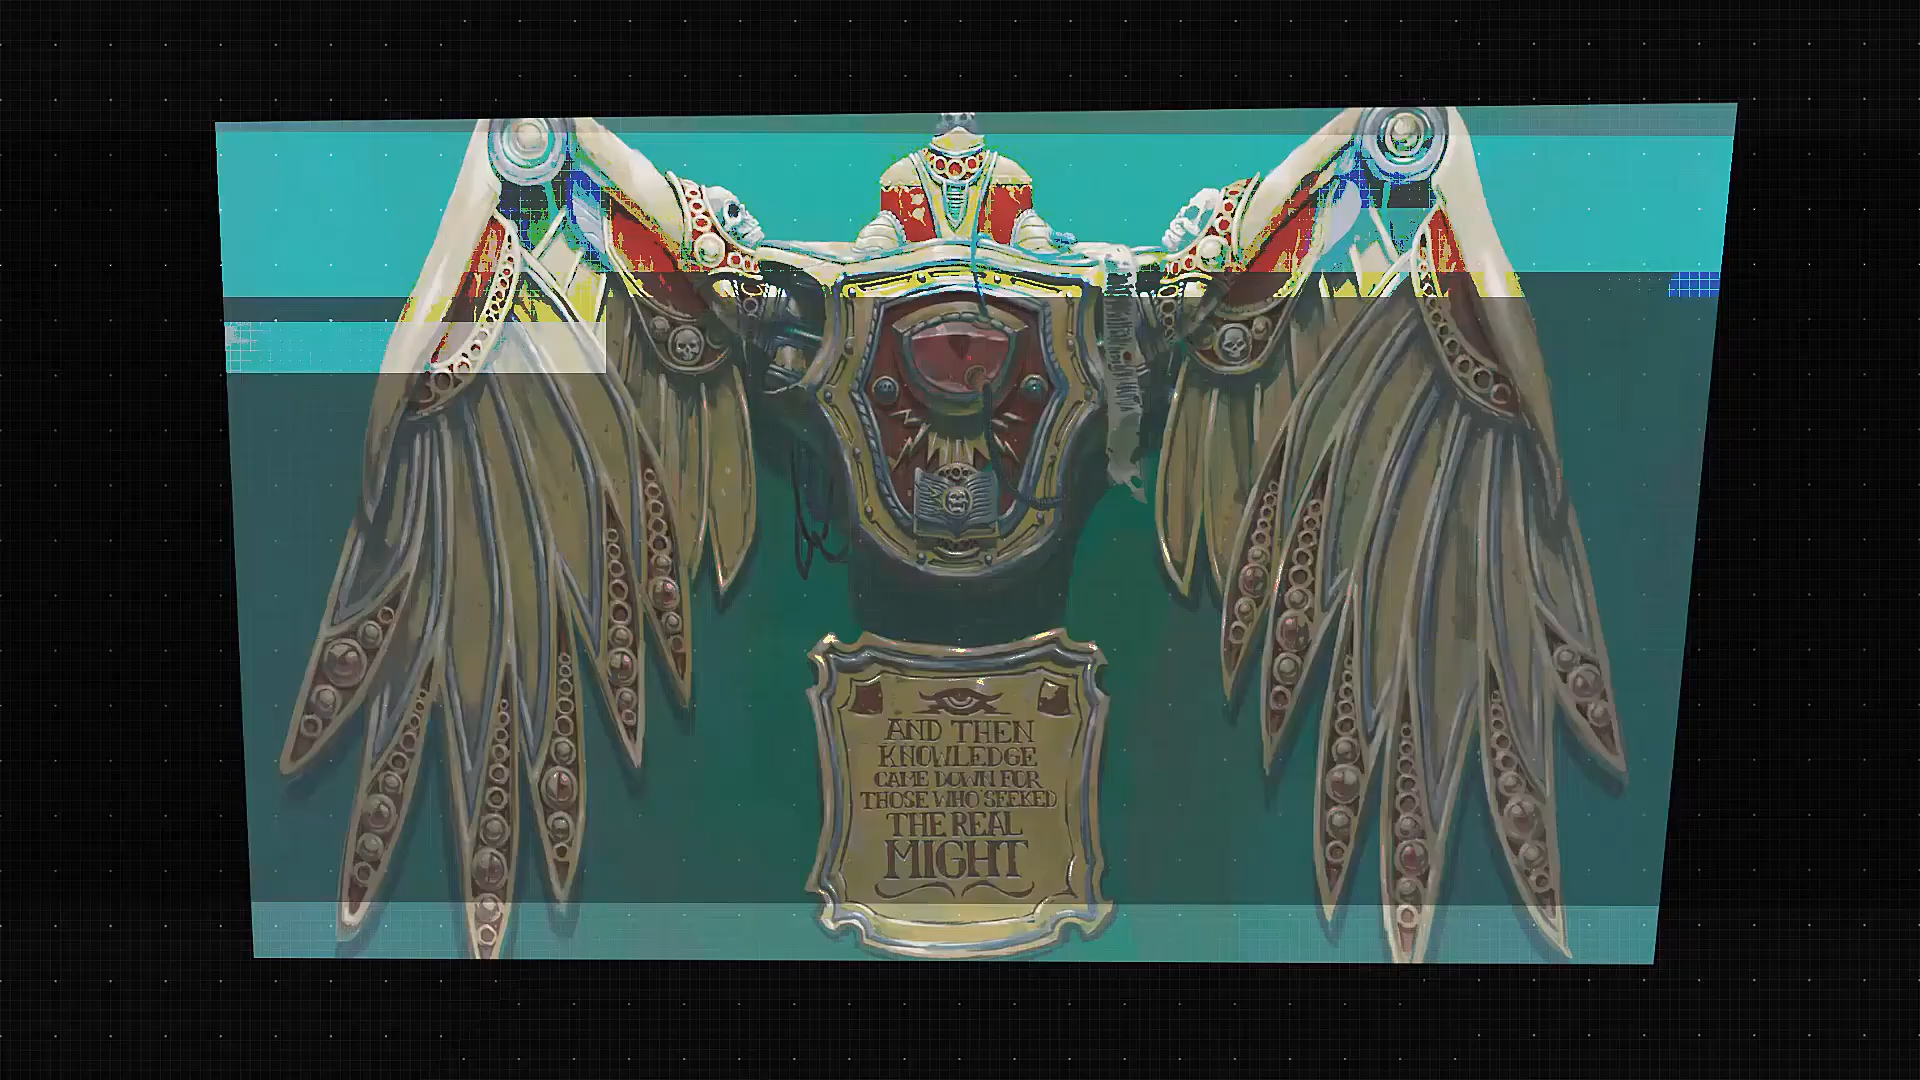 AND THEN
KNOWLEDGE
CAME DOWN FOR
THOSE WHO SEEKED
THE REAL
MIGHT